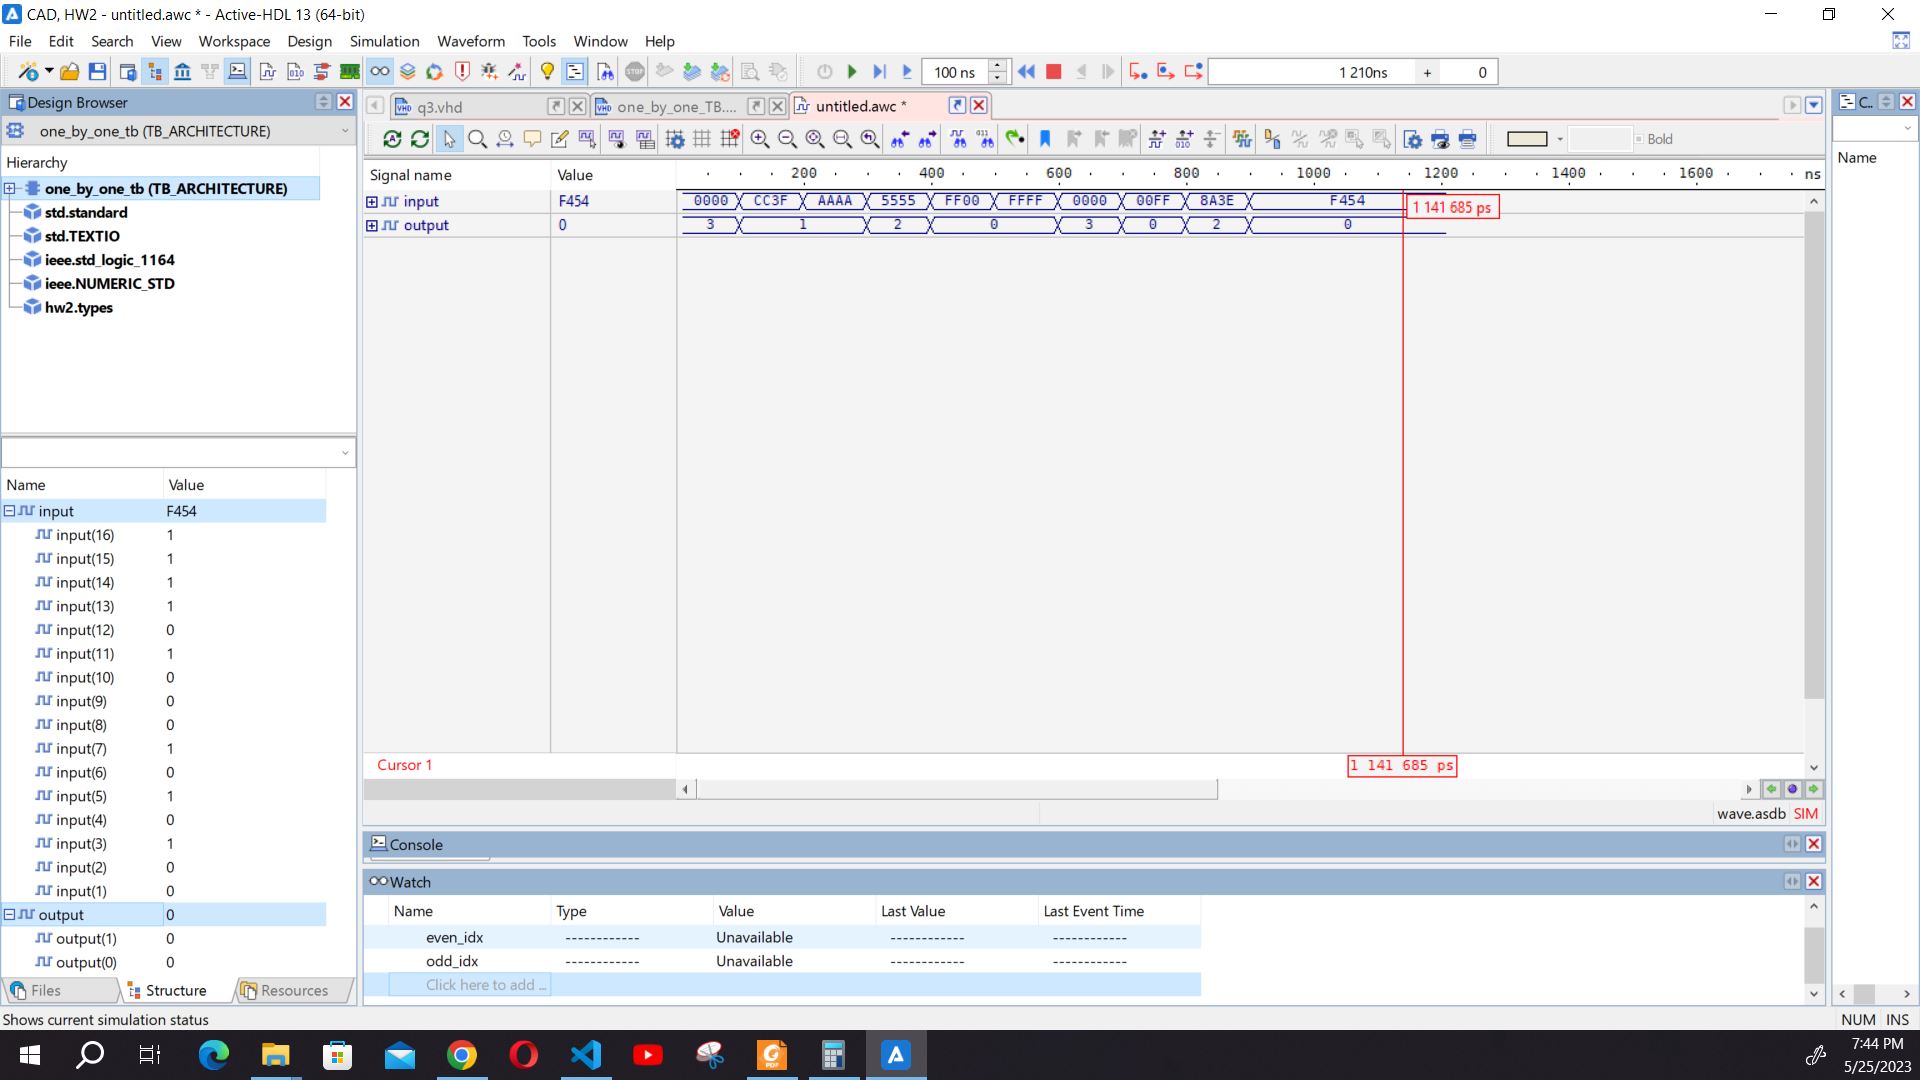 CAD, HW2 - untitled.awc * - Active-HDL 13 (64-bit)
File Edit Search View Workspace Design Simulation Waveform Tools Window Help
100 ns 1 210ns + 0
Design Browser
one_by_one_tb (TB_ARCHITECTURE)
Hierarchy
one_by_one_tb (TB_ARCHITECTURE)
std.standard
std.TEXTIO
ieee.std_logic_1164
ieee.NUMERIC_STD
hw2.types
Name Value
input F454
input(16) 1
input(15) 1
input(14) 1
input(13) 1
input(12) 0
input(11) 1
input(10) 0
input(9) 0
input(8) 0
input(7) 1
input(6) 0
input(5) 1
input(4) 0
input(3) 1
input(2) 0
input(1) 0
output 0
output(1) 0
output(0) 0
Files Structure Resources
q3.vhd one_by_one_TB.... untitled.awc *
Bold
Signal name Value 200 400 600 800 1000 1200 1400 1600 ns
input F454 0000 CC3F AAAA 5555 FF00 FFFF 0000 00FF 8A3E F454
1 141 685 ps
output 0 3 1 2 0 3 0 2 0
Cursor 1 1 141 685 ps
wave.asdb SIM
Console
Watch
Name Type Value Last Value Last Event Time
even_idx ------------ Unavailable ------------ ------------
odd_idx ------------ Unavailable ------------ ------------
Click here to add ...
C..
Name
Shows current simulation status
NUM INS
7:44 PM
5/25/2023